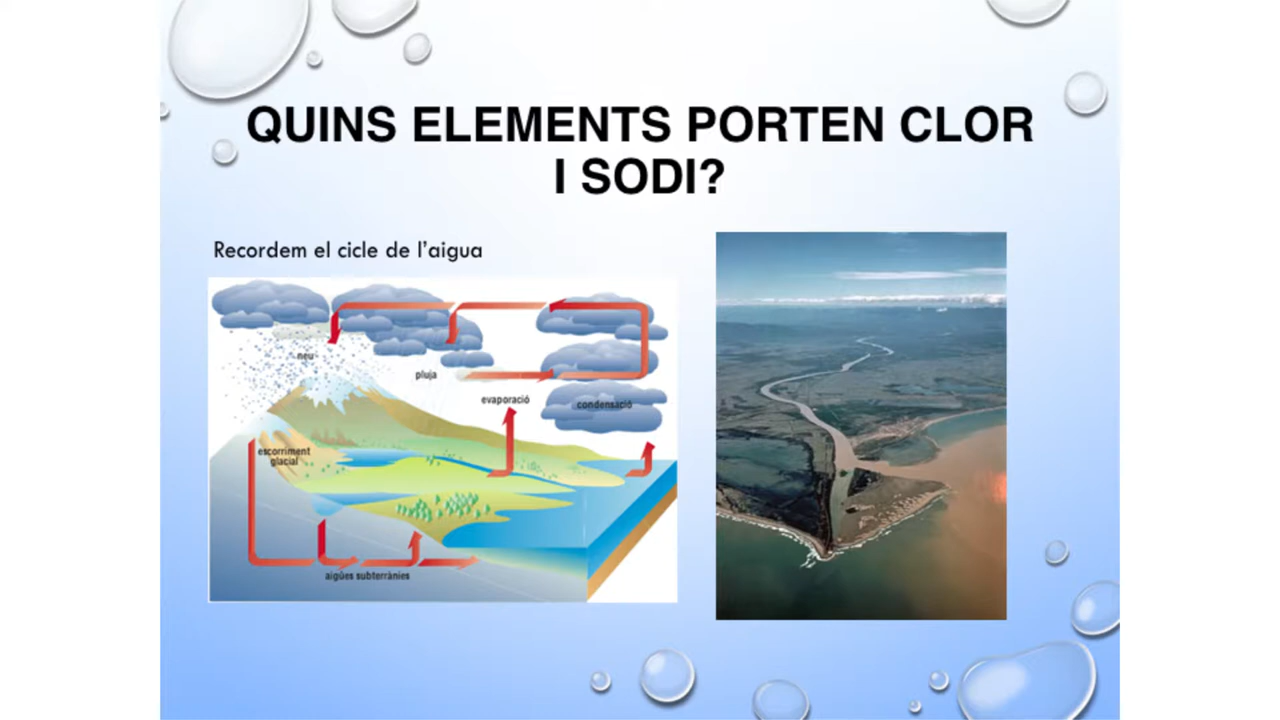 QUINS ELEMENTS PORTEN CLOR
I SODI?
Recordem el cicle de l'aigua
neu
pluja
evaporació
condensació
escorriment
glacial
aigües subterrànies